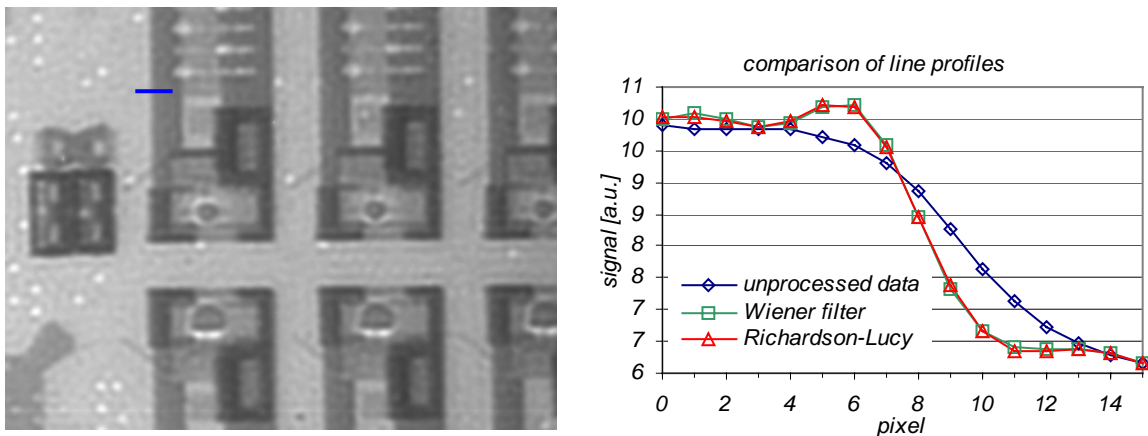 comparison of line profiles
signal [a.u.]
11
10
10
9
9
8
8
7
7
6
unprocessed data
Wiener filter
Richardson-Lucy
0 2 4 6 8 10 12 14
pixel